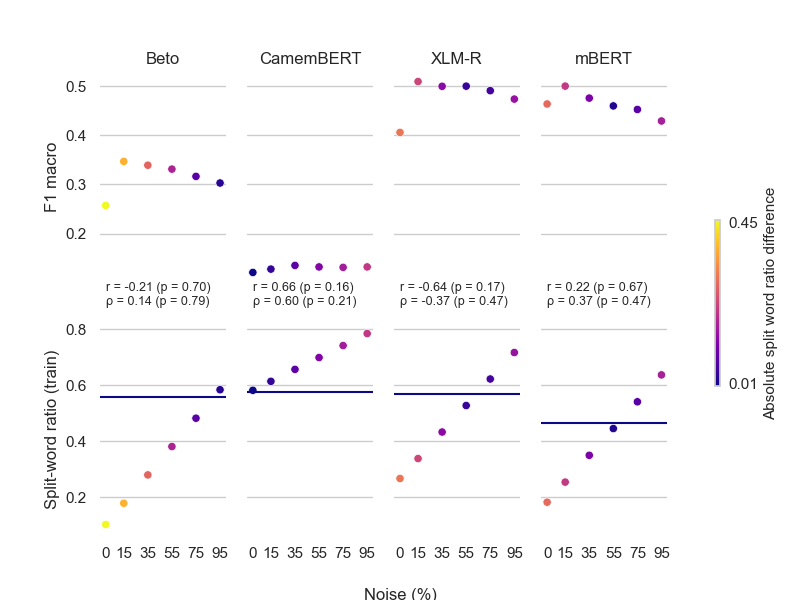 Beto CamemBERT XLM-R mBERT
F1 macro
0.5
0.4
0.3
0.2
r = -0.21 (p = 0.70) r = 0.66 (p = 0.16) r = -0.64 (p = 0.17) r = 0.22 (p = 0.67)
ρ = 0.14 (p = 0.79) ρ = 0.60 (p = 0.21) ρ = -0.37 (p = 0.47) ρ = 0.37 (p = 0.47)
Split-word ratio (train)
0.8
0.6
0.4
0.2
0 15 35 55 75 95 0 15 35 55 75 95 0 15 35 55 75 95 0 15 35 55 75 95
Noise (%)
0.45
0.01
Absolute split word ratio difference